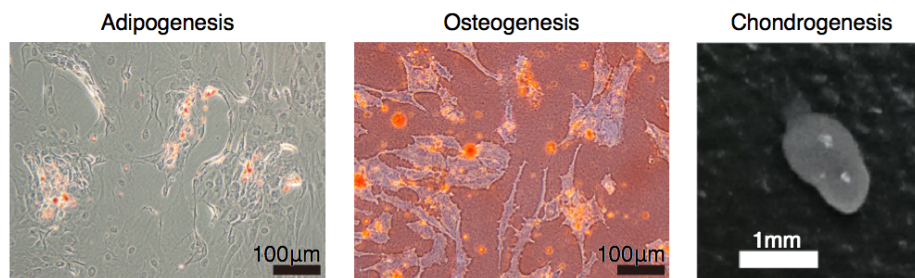 Adipogenesis
Osteogenesis
Chondrogenesis
100μm
100μm
1mm